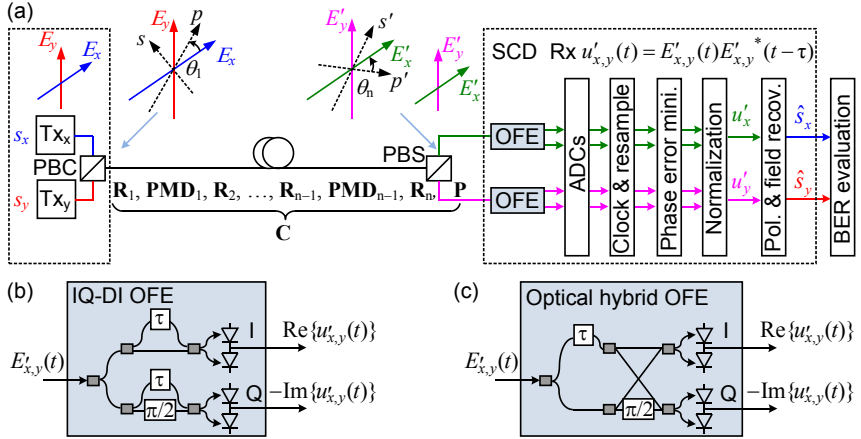 (a)
E_y E_x
s p E_y E_x θ_1
E'_y s' E'_x p' θ_n
E'_y E'_x
SCD Rx u'_{x,y}(t) = E'_{x,y}(t)E'_{x,y}*(t−τ)
s_x Tx_x
PBC
s_y Tx_y
PBS
R_1, PMD_1, R_2, …, R_{n−1}, PMD_{n−1}, R_n, P
C
OFE
OFE
ADCs
Clock & resample
Phase error mini.
Normalization
u'_x
u'_y
Pol. & field recov.
ŝ_x
ŝ_y
BER evaluation
(b)
IQ-DI OFE
E'_{x,y}(t)
τ
τ
π/2
I
Re{u'_{x,y}(t)}
Q
−Im{u'_{x,y}(t)}
(c)
Optical hybrid OFE
E'_{x,y}(t)
τ
π/2
I
Re{u'_{x,y}(t)}
Q
−Im{u'_{x,y}(t)}